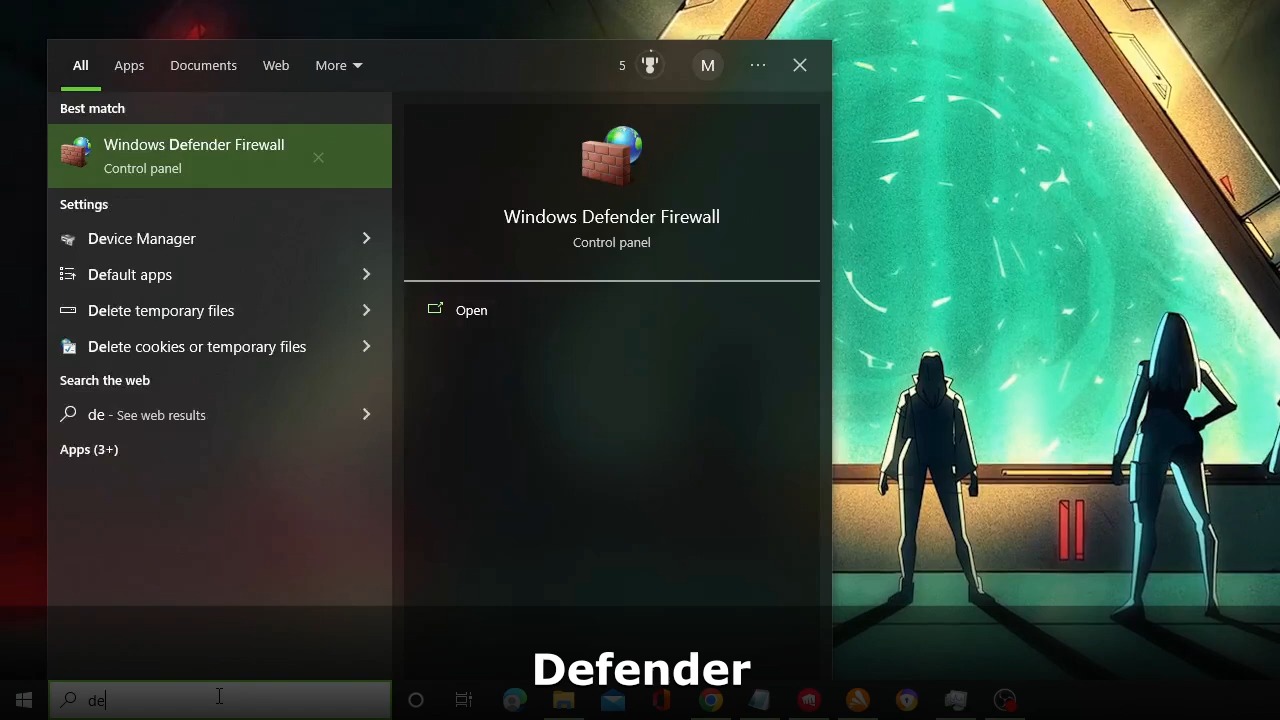 All Apps Documents Web More 5 M
Best match
Windows Defender Firewall
Control panel
Settings
Device Manager
Default apps
Delete temporary files
Delete cookies or temporary files
Search the web
de - See web results
Apps (3+)
Windows Defender Firewall
Control panel
Open
Defender
de